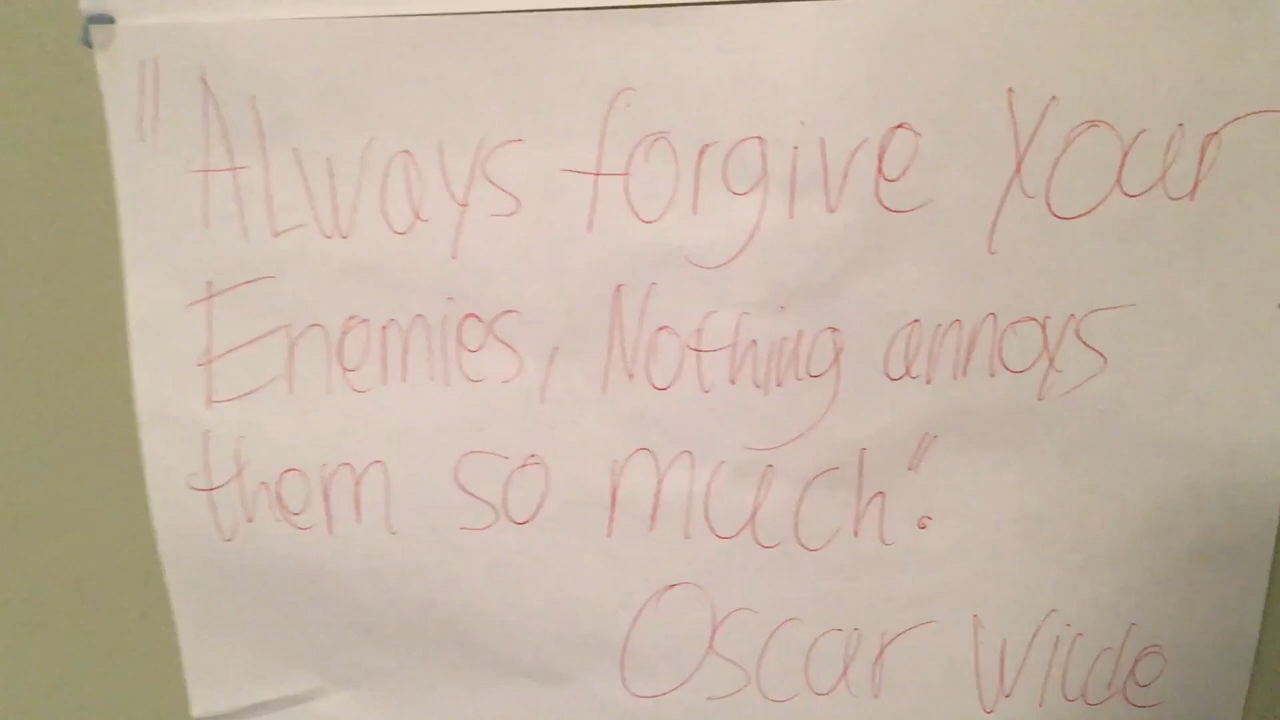 "Always forgive your
Enemies, Nothing annoys
them so much".
Oscar Wilde